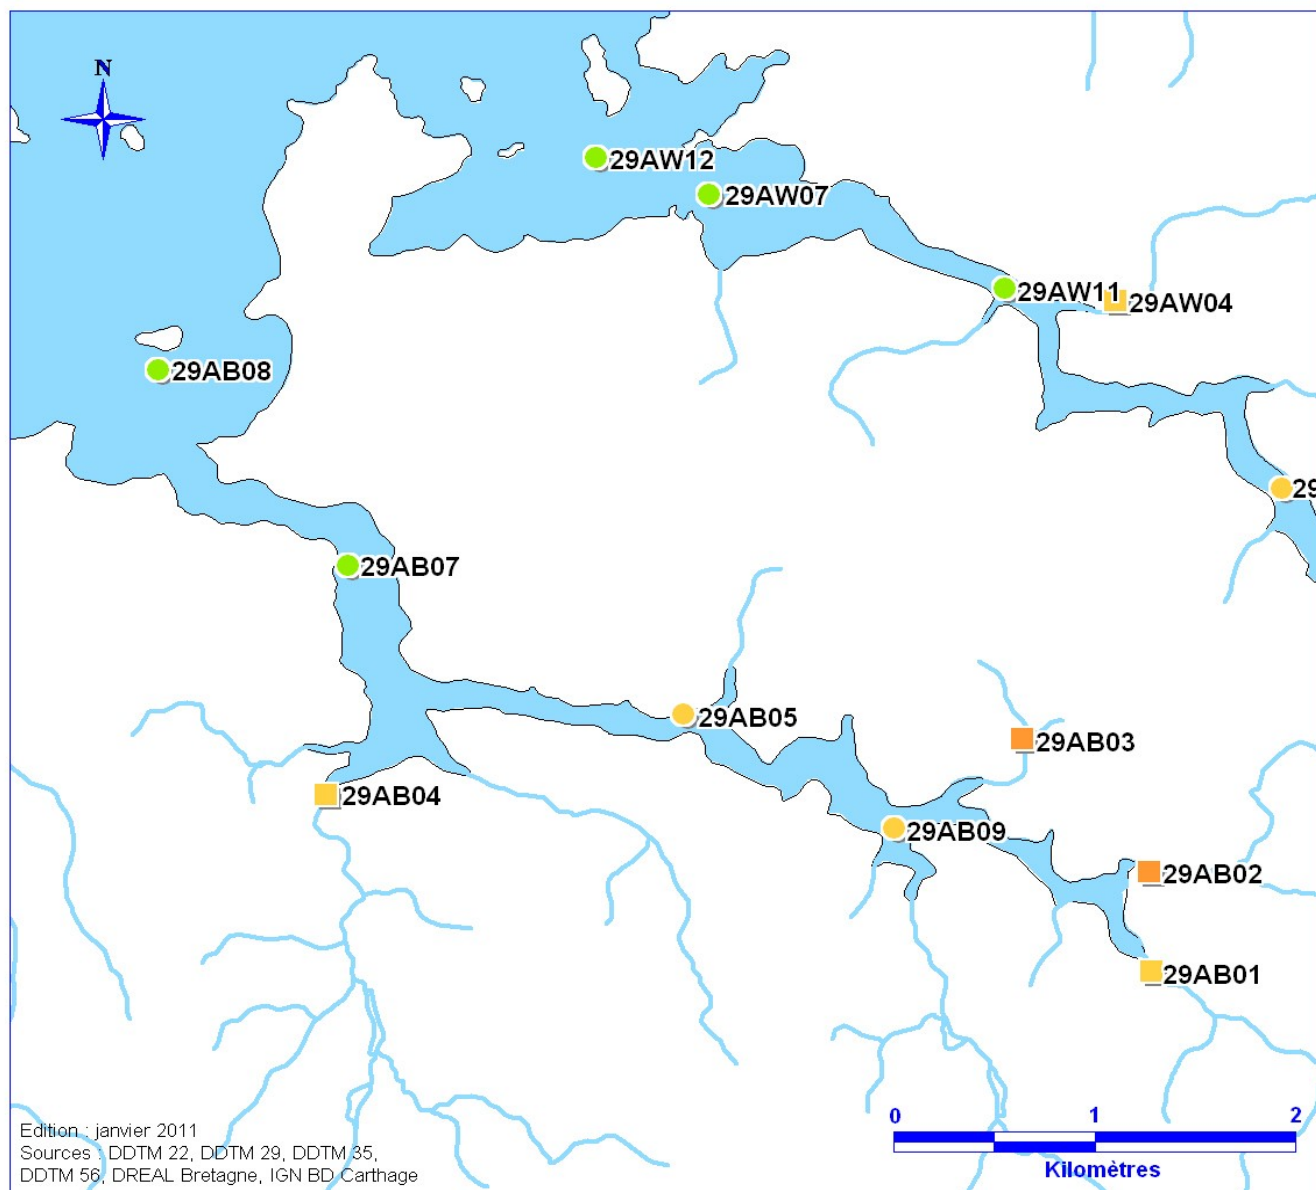 N
29AW12
29AW07
29AW11
29AW04
29AB08
29
29AB07
29AB05
29AB03
29AB04
29AB09
29AB02
29AB01
0 1 2
Kilomètres
Edition : janvier 2011
Sources : DDTM 22, DDTM 29, DDTM 35,
DDTM 56, DREAL Bretagne, IGN BD Carthage